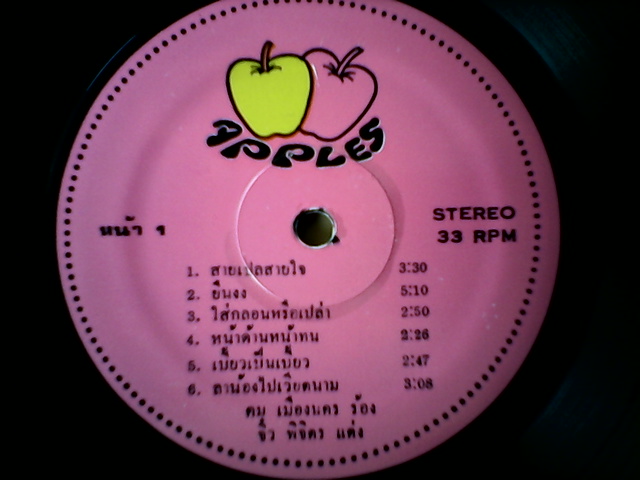 APPLES
หน้า 1
STEREO
33 RPM
1. สายเปลสายใจ 3:30
2. ยืนงง 5:10
3. ใส่กลอนหรือเปล่า 2:50
4. หน้าด้านหน้าทน 2:26
5. เบี้ยวเป็นเบี้ยว 2:47
6. ลาน้องไปเวียดนาม 3:08
คม เมืองนคร ร้อง
จิ๋ว พิจิตร แต่ง